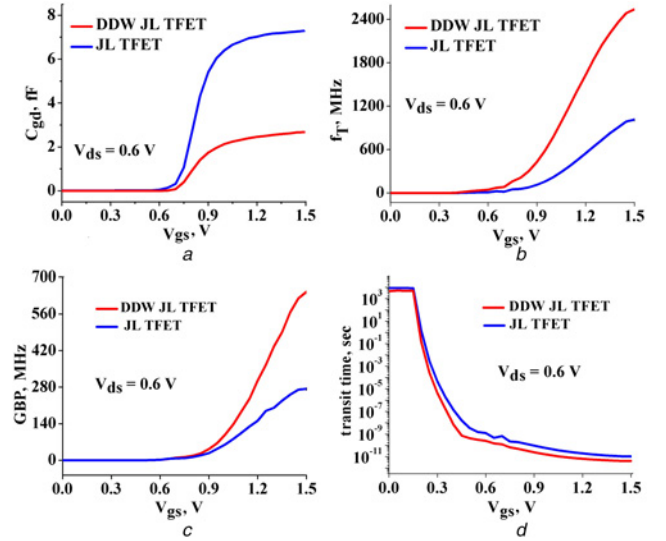 DDW JL TFET
JL TFET
8
6
4
2
0
Cgd, fF
Vds = 0.6 V
0.0 0.3 0.6 0.9 1.2 1.5
Vgs, V
a
DDW JL TFET
JL TFET
2400
1800
1200
600
0
fT, MHz
Vds = 0.6 V
0.0 0.3 0.6 0.9 1.2 1.5
Vgs, V
b
700
560
420
280
140
0
GBP, MHz
DDW JL TFET
JL TFET
Vds = 0.6 V
0.0 0.3 0.6 0.9 1.2 1.5
Vgs, V
c
10^3
10^1
10^-1
10^-3
10^-5
10^-7
10^-9
10^-11
transit time, sec
DDW JL TFET
JL TFET
Vds = 0.6 V
0.0 0.3 0.6 0.9 1.2 1.5
Vgs, V
d